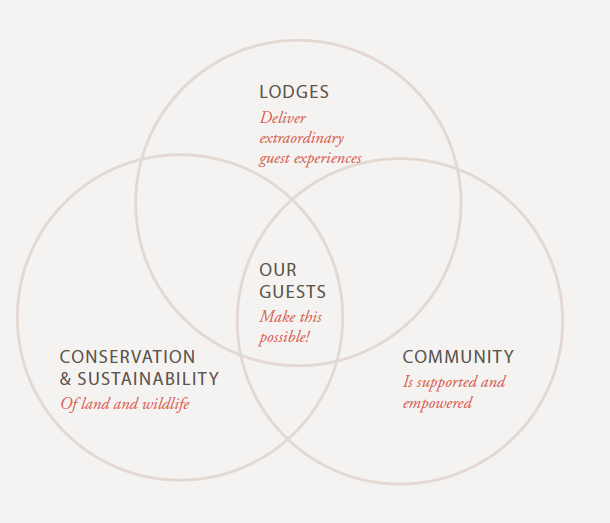 LODGES
Deliver
extraordinary
guest experiences
OUR
GUESTS
Make this
possible!
CONSERVATION
& SUSTAINABILITY
Of land and wildlife
COMMUNITY
Is supported and
empowered